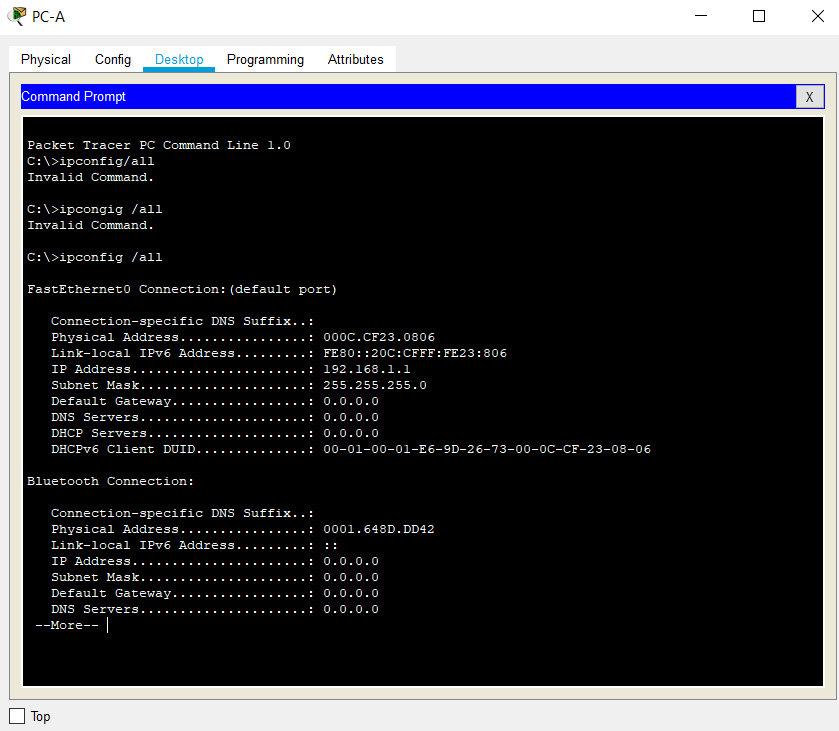 PC-A
Physical Config Desktop Programming Attributes
Command Prompt X
Packet Tracer PC Command Line 1.0
C:\>ipconfig/all
Invalid Command.
C:\>ipcongig /all
Invalid Command.
C:\>ipconfig /all
FastEthernet0 Connection:(default port)
Connection-specific DNS Suffix..:
Physical Address................: 000C.CF23.0806
Link-local IPv6 Address.........: FE80::20C:CFFF:FE23:806
IP Address......................: 192.168.1.1
Subnet Mask.....................: 255.255.255.0
Default Gateway.................: 0.0.0.0
DNS Servers.....................: 0.0.0.0
DHCP Servers....................: 0.0.0.0
DHCPv6 Client DUID..............: 00-01-00-01-E6-9D-26-73-00-0C-CF-23-08-06
Bluetooth Connection:
Connection-specific DNS Suffix..:
Physical Address................: 0001.648D.DD42
Link-local IPv6 Address.........: ::
IP Address......................: 0.0.0.0
Subnet Mask.....................: 0.0.0.0
Default Gateway.................: 0.0.0.0
DNS Servers.....................: 0.0.0.0
--More--
Top